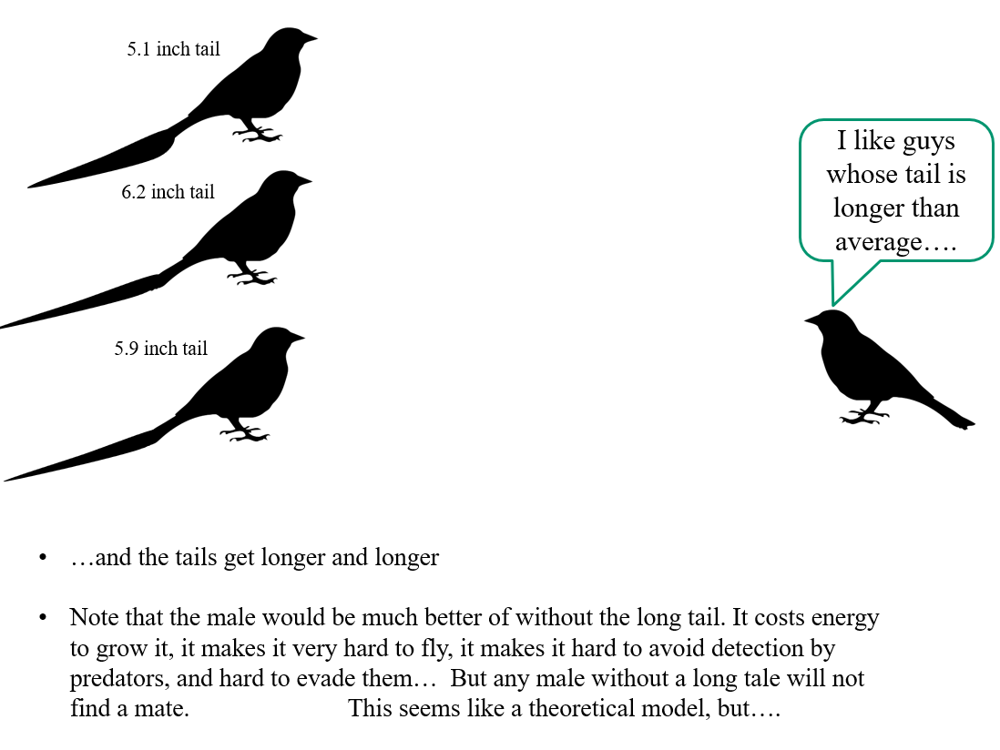 5.1 inch tail
I like guys
whose tail is
longer than
average….
6.2 inch tail
5.9 inch tail
• …and the tails get longer and longer
• Note that the male would be much better of without the long tail. It costs energy
to grow it, it makes it very hard to fly, it makes it hard to avoid detection by
predators, and hard to evade them… But any male without a long tale will not
find a mate. This seems like a theoretical model, but….